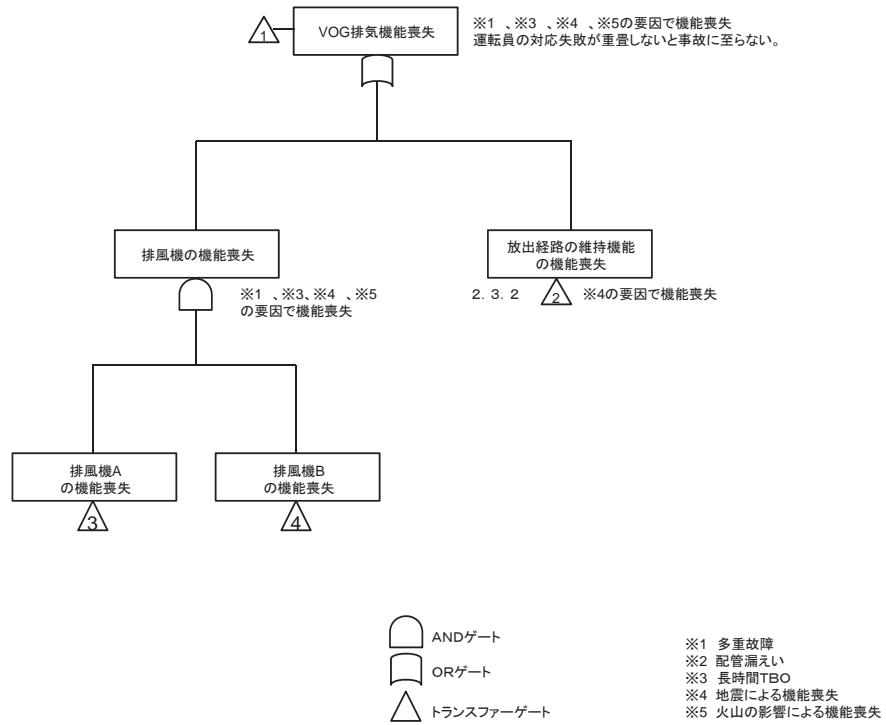 1
VOG排気機能喪失
※1 、※3 、※4 、※5の要因で機能喪失
運転員の対応失敗が重畳しないと事故に至らない。
排風機の機能喪失
※1 、※3、※4 、※5
の要因で機能喪失
放出経路の維持機能
の機能喪失
2. 3. 2
2
※4の要因で機能喪失
排風機A
の機能喪失
3
排風機B
の機能喪失
4
ANDゲート
ORゲート
トランスファーゲート
※1 多重故障
※2 配管漏えい
※3 長時間TBO
※4 地震による機能喪失
※5 火山の影響による機能喪失